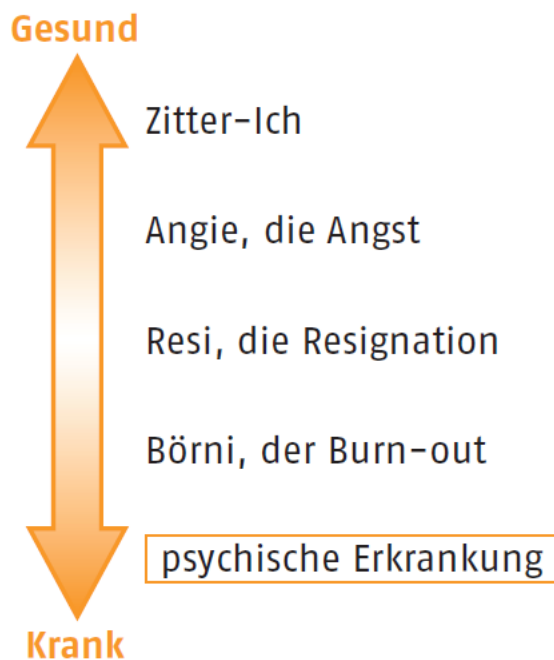 Gesund
Zitter-Ich
Angie, die Angst
Resi, die Resignation
Börni, der Burn-out
psychische Erkrankung
Krank